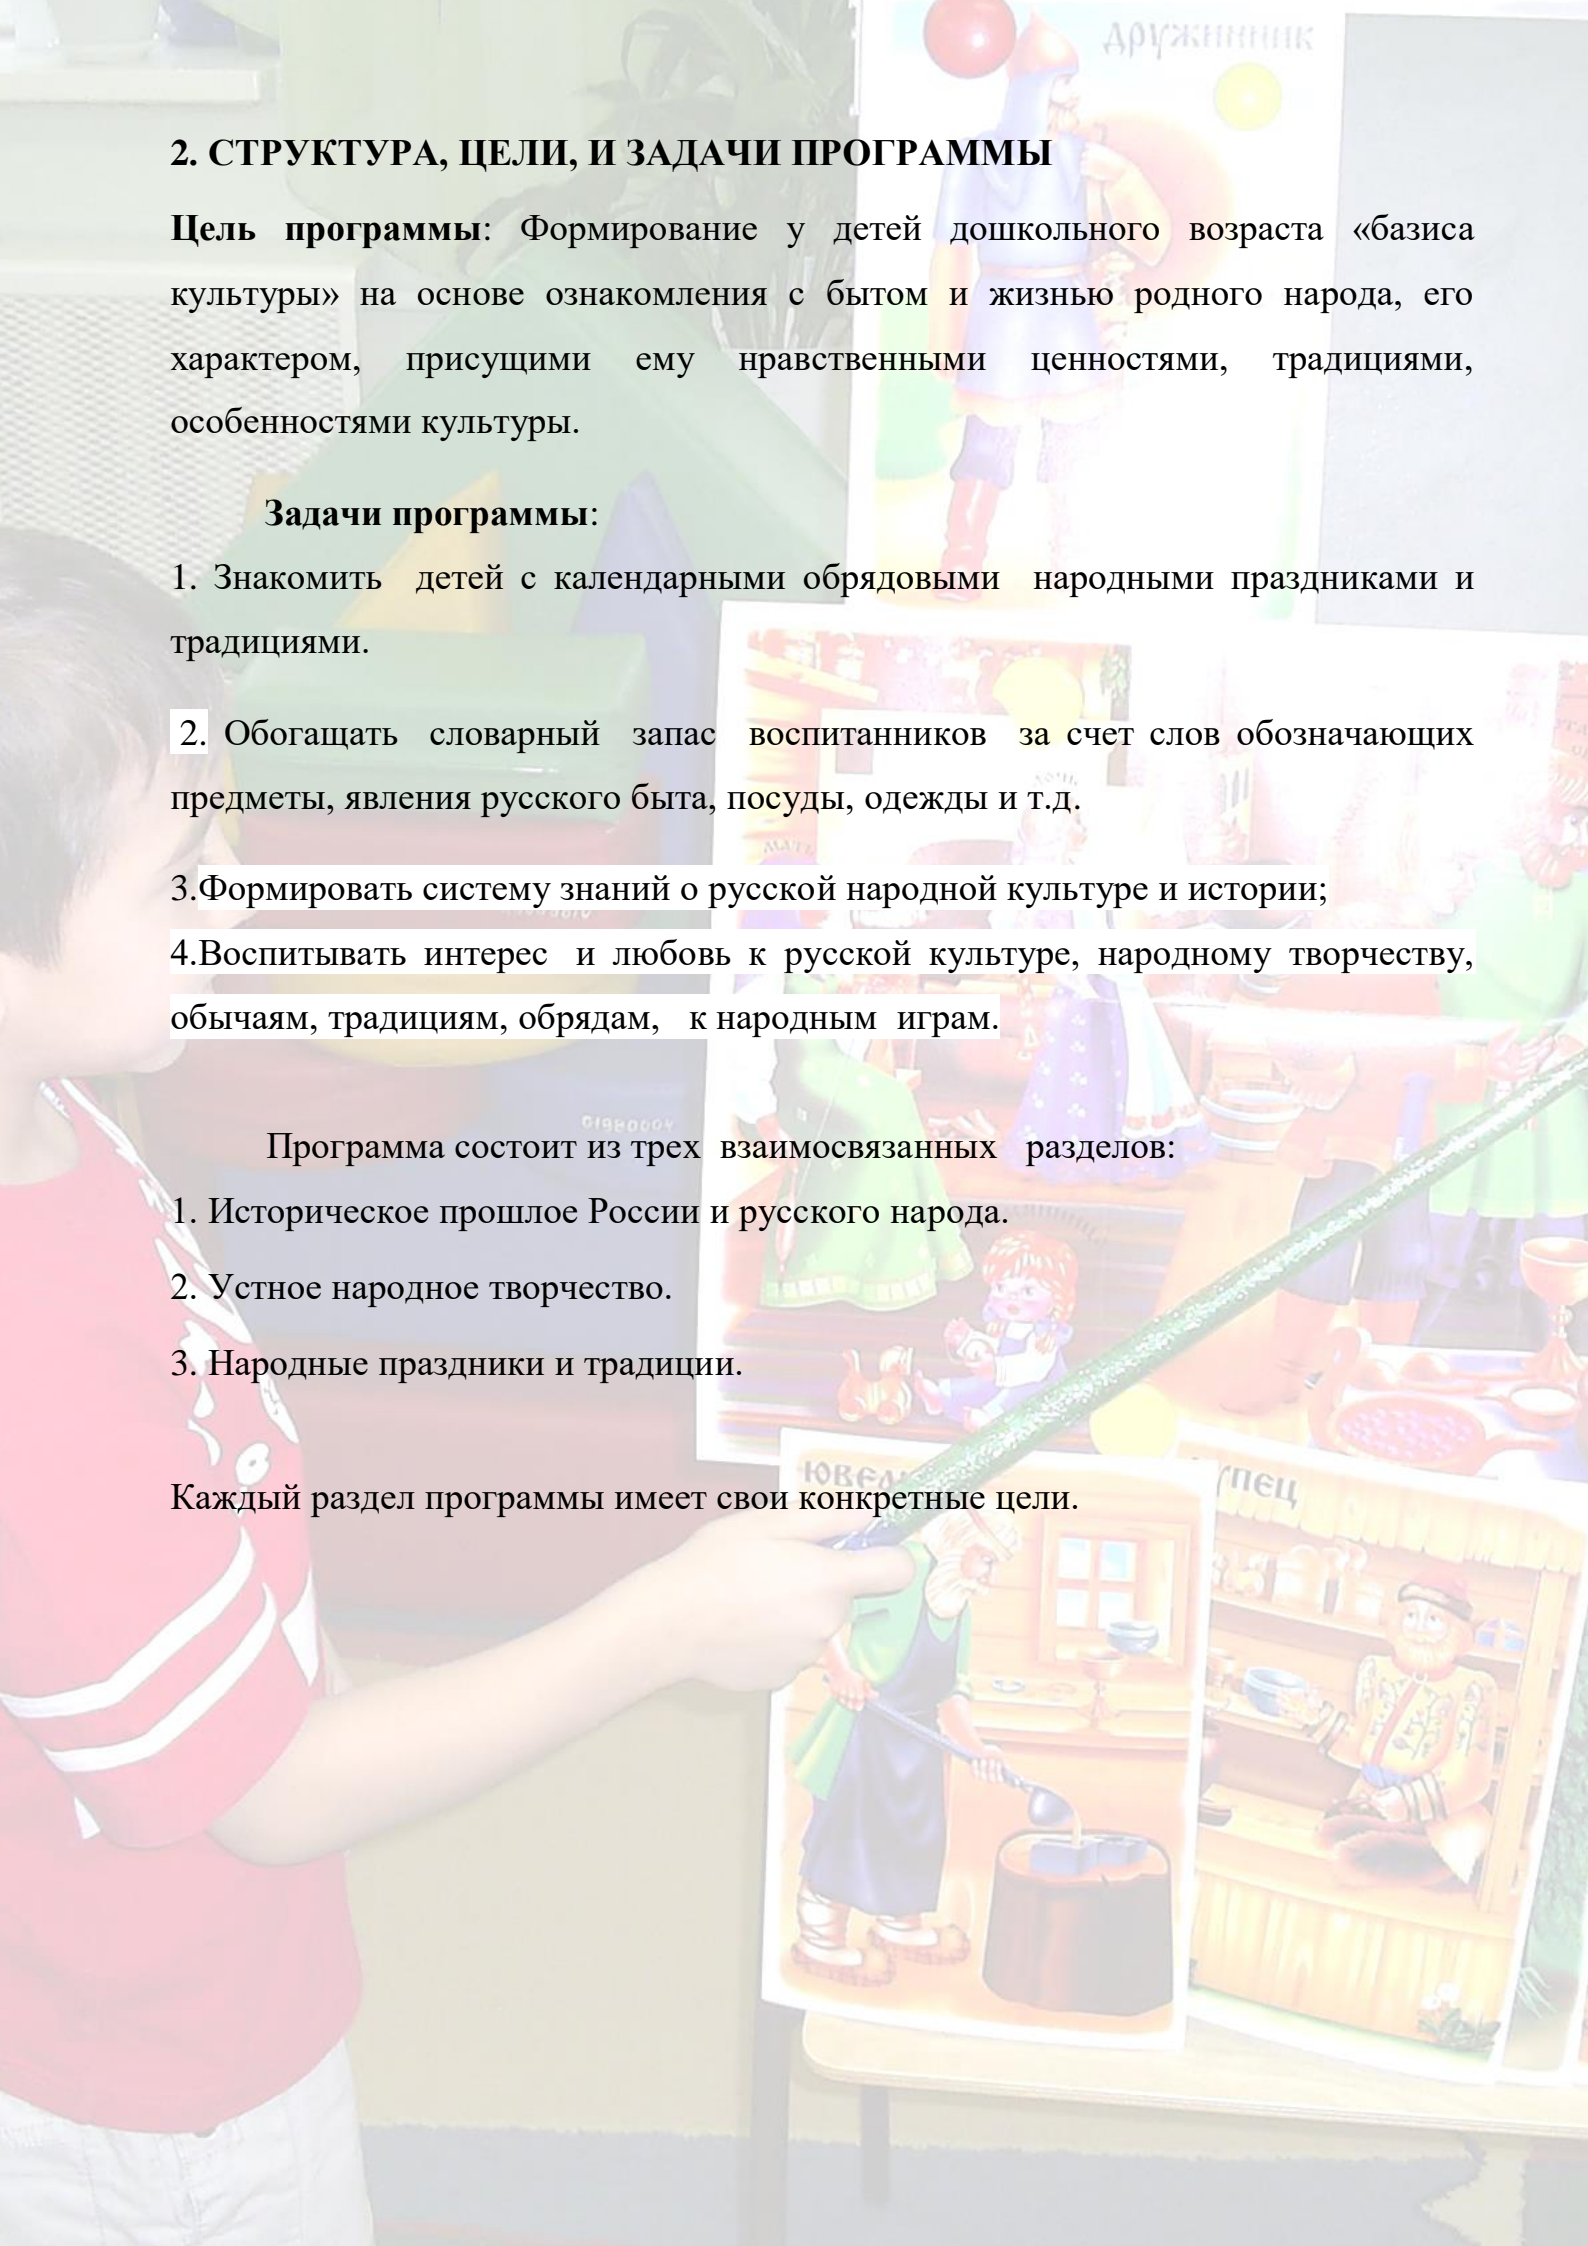 дружинник
2. СТРУКТУРА, ЦЕЛИ, И ЗАДАЧИ ПРОГРАММЫ
Цель программы: Формирование у детей дошкольного возраста «базиса
культуры» на основе ознакомления с бытом и жизнью родного народа, его
характером, присущими ему нравственными ценностями, традициями,
особенностями культуры.
Задачи программы:
1. Знакомить детей с календарными обрядовыми народными праздниками и
традициями.
2. Обогащать словарный запас воспитанников за счет слов обозначающих
предметы, явления русского быта, посуды, одежды и т.д.
мать
3.Формировать систему знаний о русской народной культуре и истории;
4.Воспитывать интерес и любовь к русской культуре, народному творчеству,
обычаям, традициям, обрядам, к народным играм.
01980004
Программа состоит из трех взаимосвязанных разделов:
1. Историческое прошлое России и русского народа.
2. Устное народное творчество.
3. Народные праздники и традиции.
Каждый раздел программы имеет свои конкретные цели.